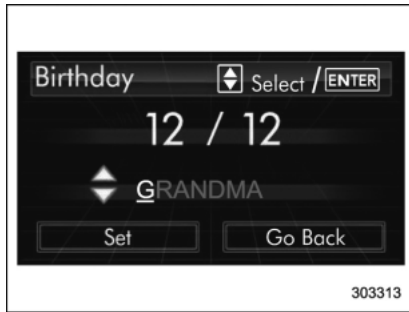 Birthday Select / ENTER
12 / 12
GRANDMA
Set Go Back
303313